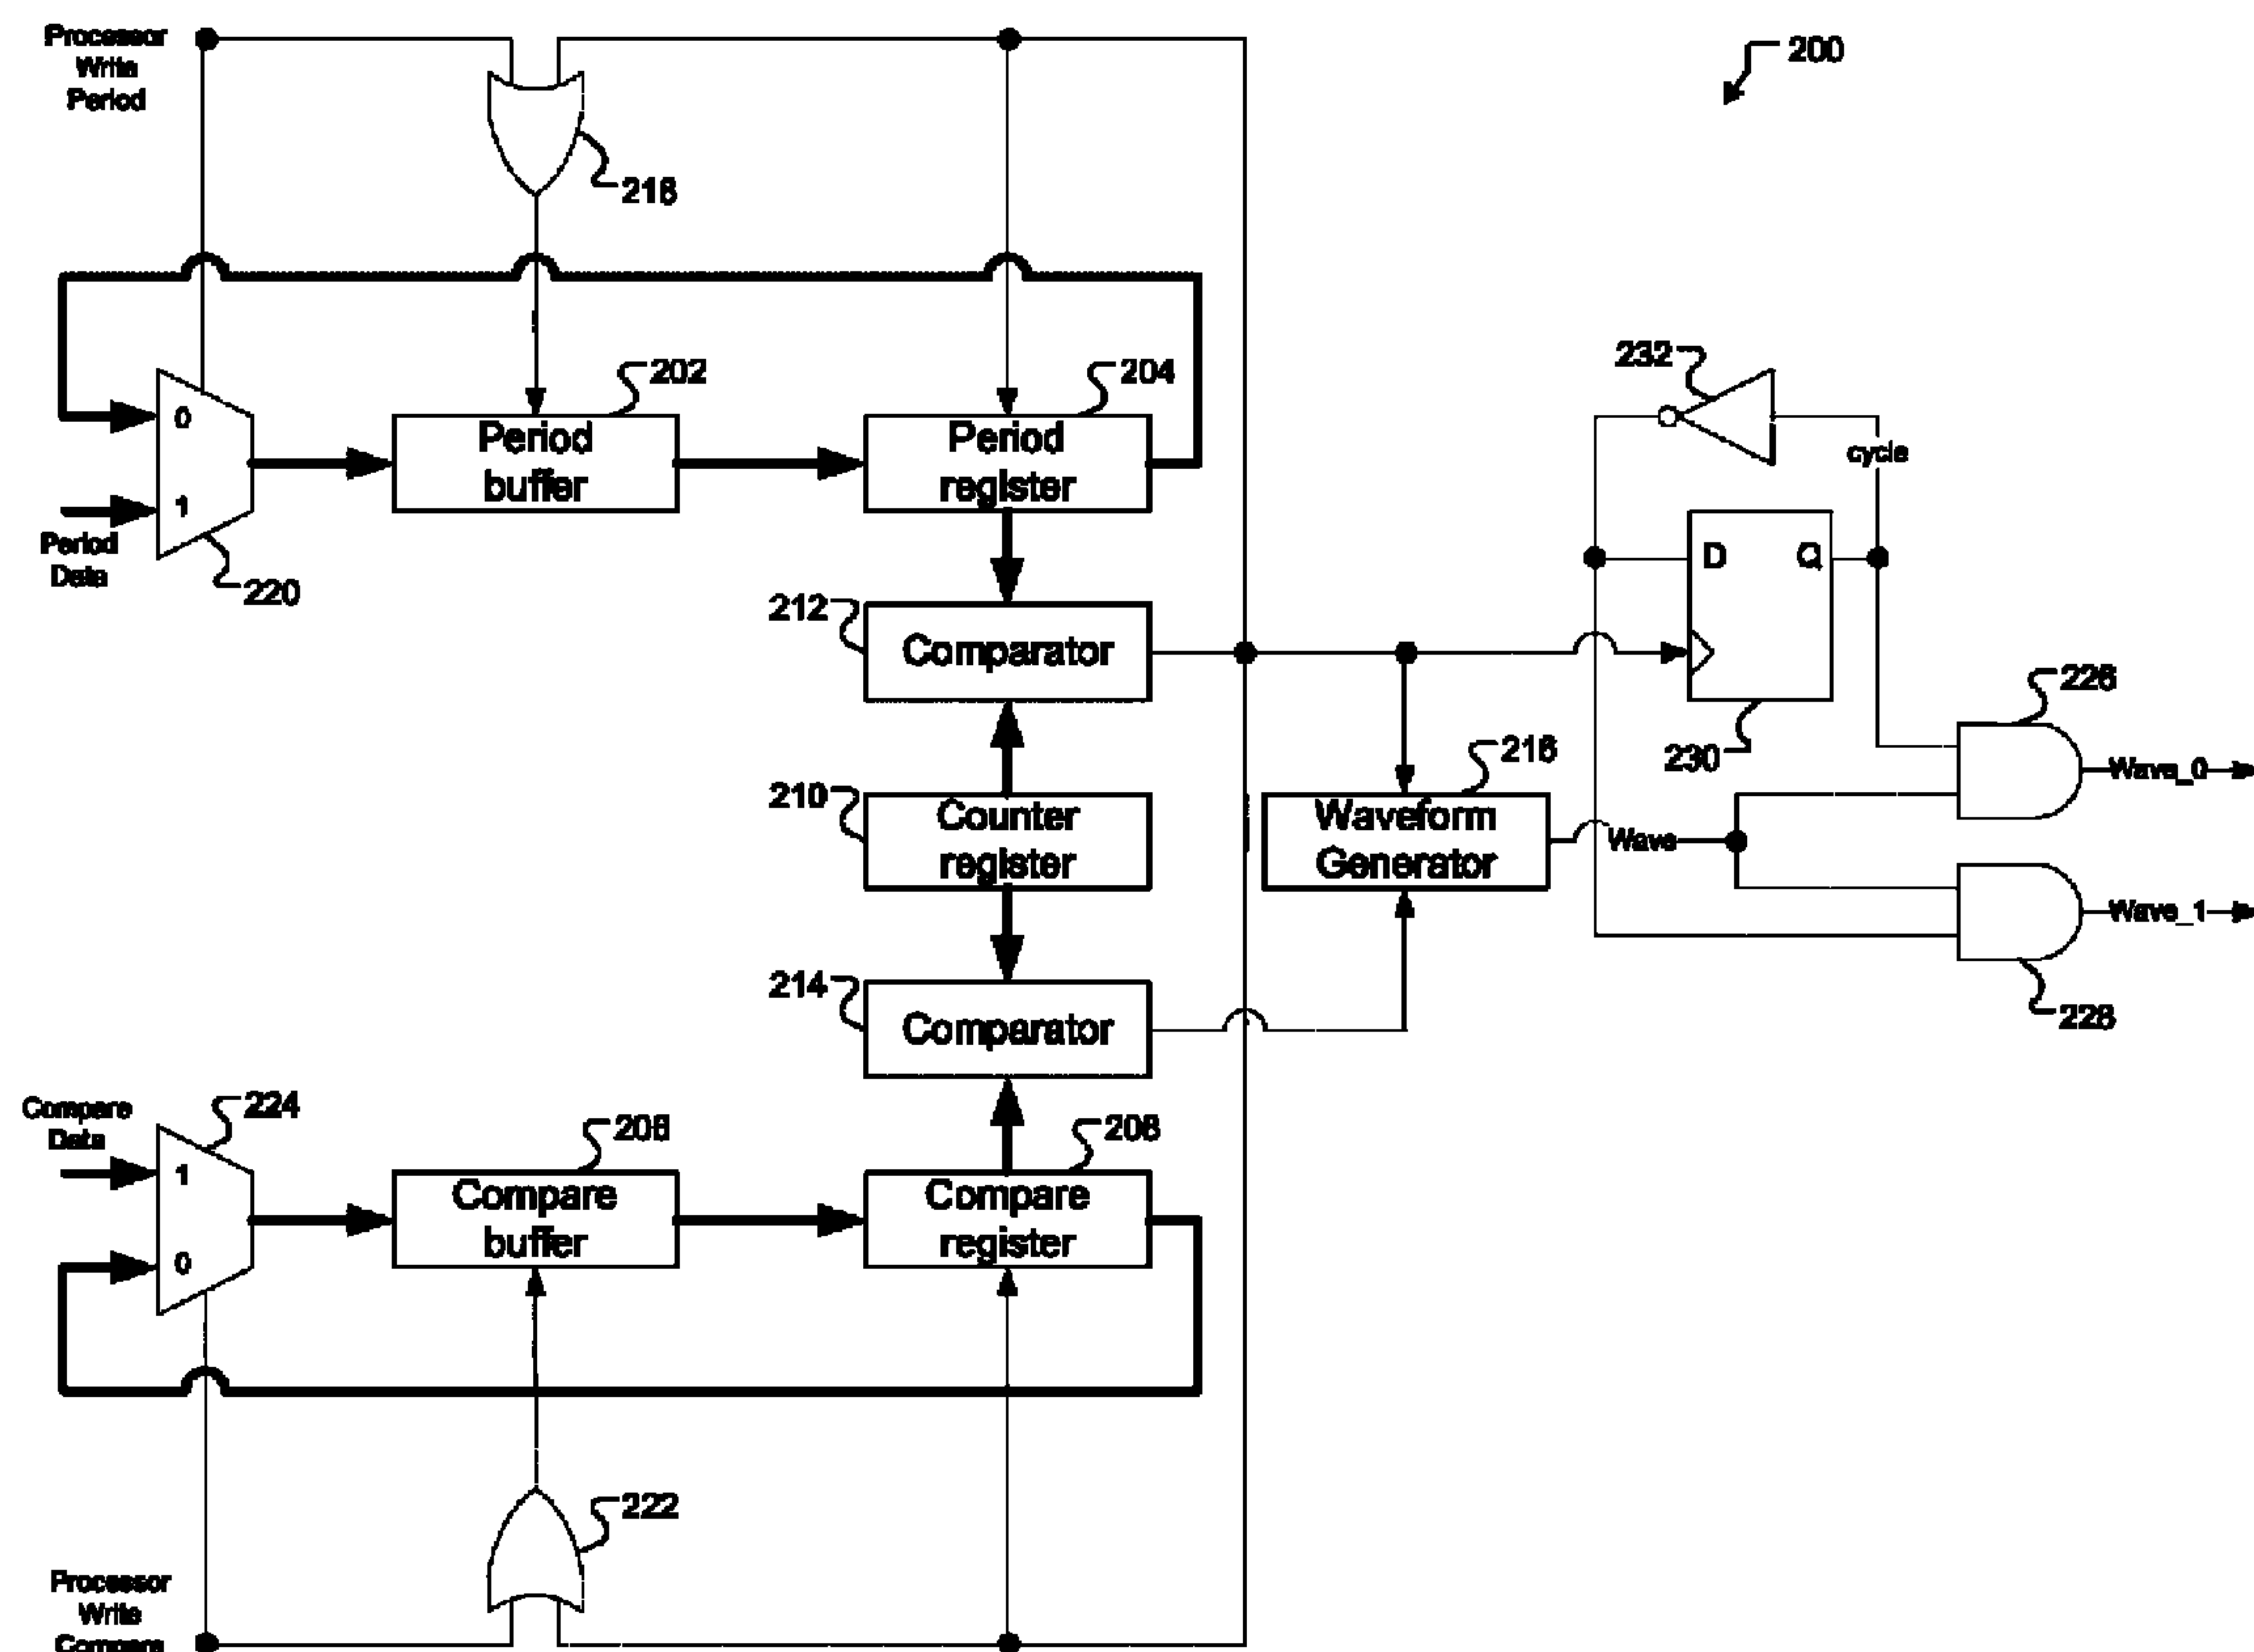 Processor
Write
Period
200
218
202
204
232
0
Period
buffer
Period
register
cycle
1
Period
Data
220
D
Q
212
Comparator
226
230
Wave_0
210
Counter
register
216
Waveform
Generator
Wave
Wave_1
214
Comparator
228
Compare
Data
224
206
208
1
Compare
buffer
Compare
register
0
222
Processor
Write
Compare